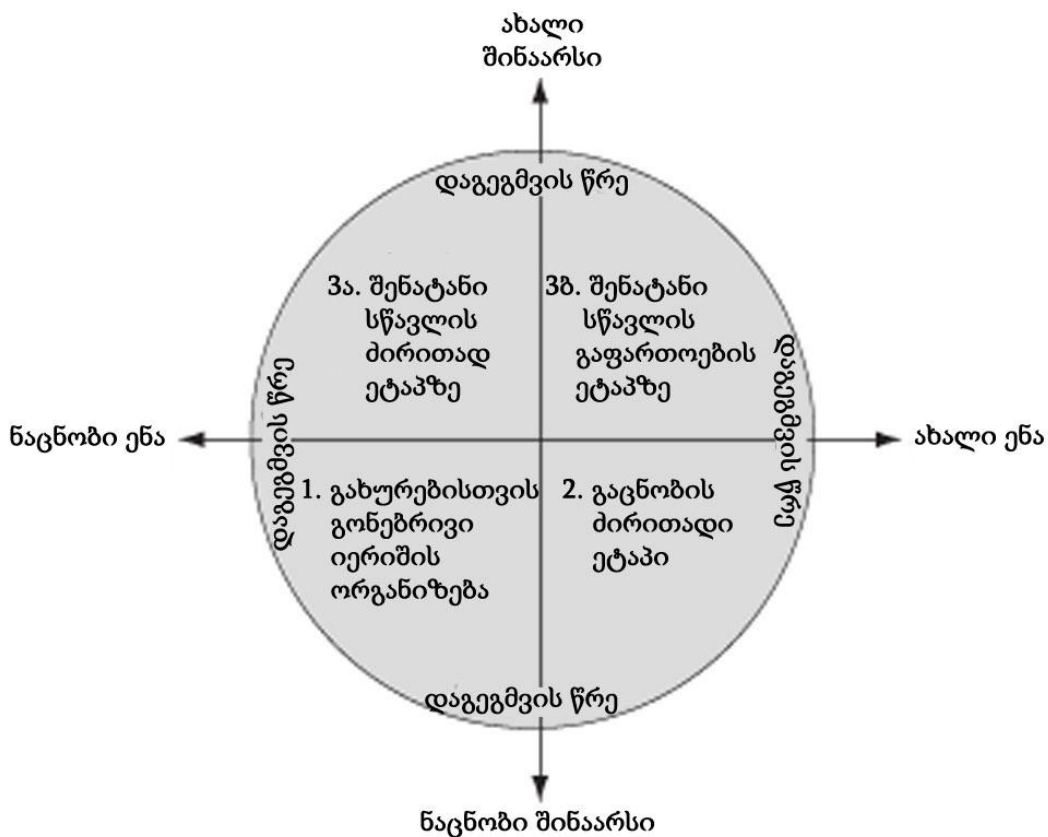 ახალი
შინაარსი
დაგეგმვის წრე
3ა. შენატანი
სწავლის
ძირითად
ეტაპზე
3ბ. შენატანი
სწავლის
გაფართოების
ეტაპზე
დაგეგმვის წრე
დაგეგმვის წრე
ნაცნობი ენა
ახალი ენა
1. გახურებისთვის
გონებრივი
იერიშის
ორგანიზება
2. გაცნობის
ძირითადი
ეტაპი
დაგეგმვის წრე
ნაცნობი შინაარსი